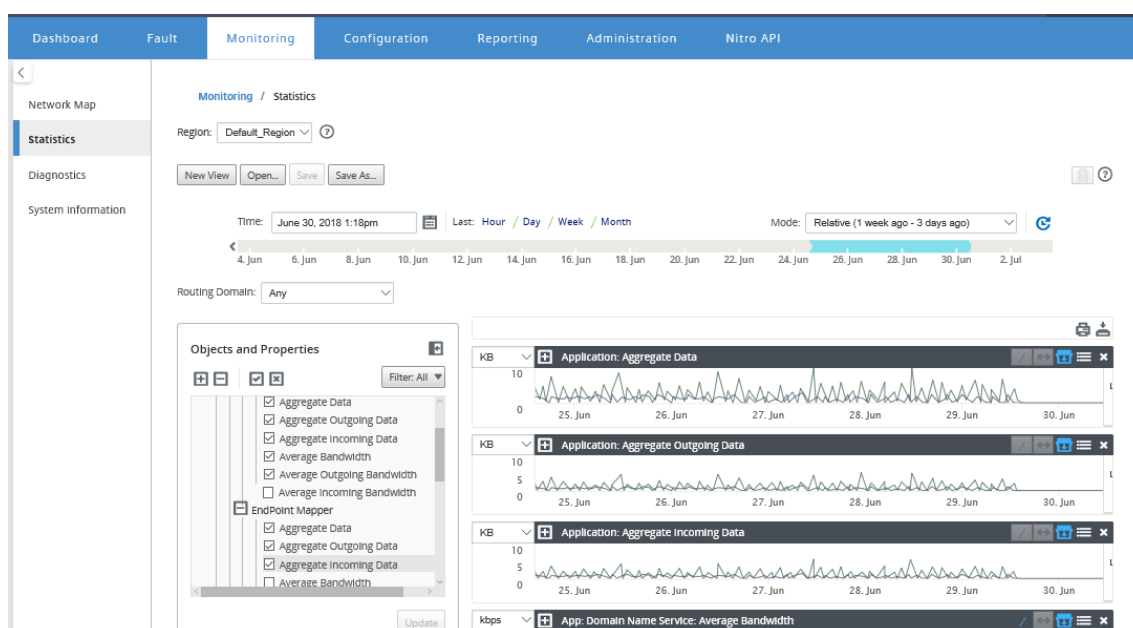 Dashboard Fault Monitoring Configuration Reporting Administration Nitro API
Network Map
Statistics
Diagnostics
System Information
Monitoring / Statistics
Region: Default_Region
New View Open... Save Save As...
Time: June 30, 2018 1:18pm Last: Hour / Day / Week / Month Mode: Relative (1 week ago - 3 days ago)
4. Jun 6. Jun 8. Jun 10. Jun 12. Jun 14. Jun 16. Jun 18. Jun 20. Jun 22. Jun 24. Jun 26. Jun 28. Jun 30. Jun 2. Jul
Routing Domain: Any
Objects and Properties
Filter: All
Aggregate Data
Aggregate Outgoing Data
Aggregate Incoming Data
Average Bandwidth
Average Outgoing Bandwidth
Average Incoming Bandwidth
EndPoint Mapper
Aggregate Data
Aggregate Outgoing Data
Aggregate Incoming Data
Average Bandwidth
Update
KB Application: Aggregate Data
10
0
25. Jun 26. Jun 27. Jun 28. Jun 29. Jun 30. Jun
KB Application: Aggregate Outgoing Data
10
5
0
25. Jun 26. Jun 27. Jun 28. Jun 29. Jun 30. Jun
KB Application: Aggregate Incoming Data
10
5
0
25. Jun 26. Jun 27. Jun 28. Jun 29. Jun 30. Jun
kbps App: Domain Name Service: Average Bandwidth